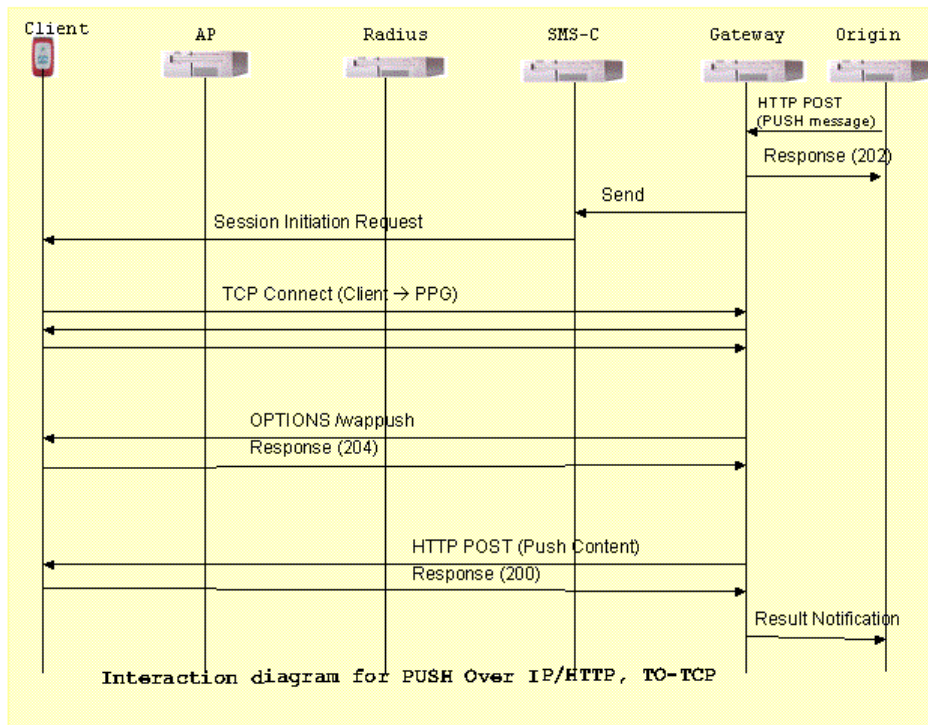 Client
AP
Radius
SMS-C
Gateway
Origin
HTTP POST
(PUSH message)
Response (202)
Send
Session Initiation Request
TCP Connect (Client → PPG)
OPTIONS /wappush
Response (204)
HTTP POST (Push Content)
Response (200)
Result Notification
Interaction diagram for PUSH Over IP/HTTP, TO-TCP